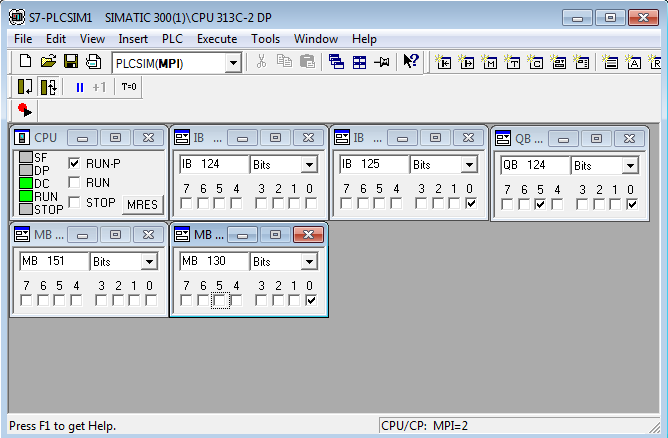 S7-PLCSIM1    SIMATIC 300(1)\CPU 313C-2 DP
File Edit View Insert PLC Execute Tools Window Help
PLCSIM(MPI)
+1 T=0
CPU
SF
DP
DC
RUN
STOP
RUN-P
RUN
STOP
MRES
IB ...
IB 124 Bits
7 6 5 4 3 2 1 0
IB ...
IB 125 Bits
7 6 5 4 3 2 1 0
QB ...
QB 124 Bits
7 6 5 4 3 2 1 0
MB ...
MB 151 Bits
7 6 5 4 3 2 1 0
MB ...
MB 130 Bits
7 6 5 4 3 2 1 0
Press F1 to get Help.
CPU/CP: MPI=2